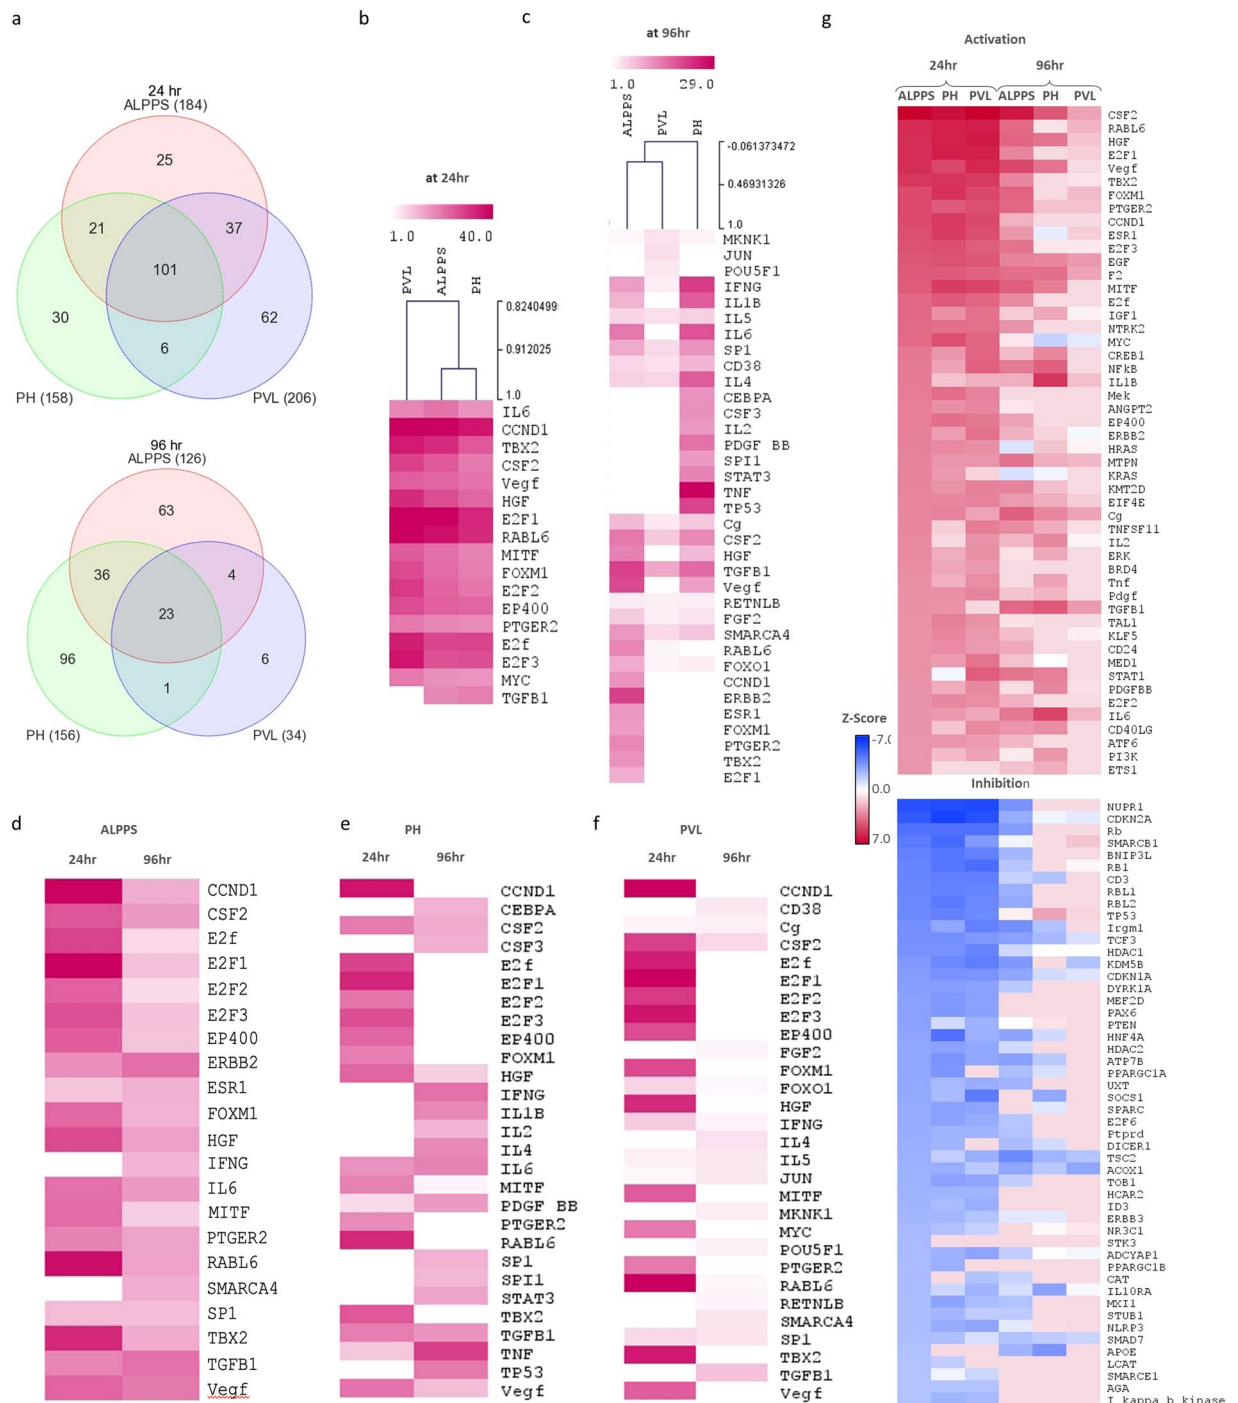 a
24 hr
ALPPS (184)
25
21
37
101
30
62
6
PH (158)
PVL (206)
96 hr
ALPPS (126)
63
36
4
23
96
6
1
PH (156)
PVL (34)
b
at 24hr
1.0 40.0
PVL
ALPPS
PH
0.8240499
0.912025
1.0
IL6
CCND1
TBX2
CSF2
Vegf
HGF
E2F1
RABL6
MITF
FOXM1
E2F2
EP400
PTGER2
E2f
E2F3
MYC
TGFB1
c
at 96hr
1.0 29.0
ALPPS
PVL
PH
-0.061373472
0.46931326
1.0
MKNK1
JUN
POU5F1
IFNG
IL1B
IL5
IL6
SP1
CD38
IL4
CEBPA
CSF3
IL2
PDGF BB
SPI1
STAT3
TNF
TP53
Cg
CSF2
HGF
TGFB1
Vegf
RETNLB
FGF2
SMARCA4
RABL6
FOXO1
CCND1
ERBB2
ESR1
FOXM1
PTGER2
TBX2
E2F1
d
ALPPS
24hr 96hr
CCND1
CSF2
E2f
E2F1
E2F2
E2F3
EP400
ERBB2
ESR1
FOXM1
HGF
IFNG
IL6
MITF
PTGER2
RABL6
SMARCA4
SP1
TBX2
TGFB1
Vegf
e
PH
24hr 96hr
CCND1
CEBPA
CSF2
CSF3
E2f
E2F1
E2F2
E2F3
EP400
FOXM1
HGF
IFNG
IL1B
IL2
IL4
IL6
MITF
PDGF BB
PTGER2
RABL6
SP1
SPI1
STAT3
TBX2
TGFB1
TNF
TP53
Vegf
f
PVL
24hr 96hr
CCND1
CD38
Cg
CSF2
E2f
E2F1
E2F2
E2F3
EP400
FGF2
FOXM1
FOXO1
HGF
IFNG
IL4
IL5
JUN
MITF
MKNK1
MYC
POU5F1
PTGER2
RABL6
RETNLB
SMARCA4
SP1
TBX2
TGFB1
Vegf
g
Activation
24hr 96hr
ALPPS PH PVL ALPPS PH PVL
CSF2
RABL6
HGF
E2F1
Vegf
TBX2
FOXM1
PTGER2
CCND1
ESR1
E2F3
EGF
F2
MITF
E2f
IGF1
NTRK2
MYC
CREB1
NFkB
IL1B
Mek
ANGPT2
EP400
ERBB2
HRAS
MTPN
KRAS
KMT2D
EIF4E
Cg
TNFSF11
IL2
ERK
BRD4
Tnf
Pdgf
TGFB1
TAL1
KLF5
CD24
MED1
STAT1
PDGFBB
E2F2
IL6
CD40LG
ATF6
PI3K
ETS1
Z-Score
-7.0
0.0
7.0
Inhibition
NUPR1
CDKN2A
Rb
SMARCB1
BNIP3L
RB1
CD3
RBL1
RBL2
TP53
Irgm1
TCF3
HDAC1
KDM5B
CDKN1A
DYRK1A
MEF2D
PAX6
PTEN
HNF4A
HDAC2
ATP7B
PPARGC1A
UXT
SOCS1
SPARC
E2F6
Ptprd
DICER1
TSC2
ACOX1
TOB1
HCAR2
ID3
ERBB3
NR3C1
STK3
ADCYAP1
PPARGC1B
CAT
IL10RA
MXI1
STUB1
NLRP3
SMAD7
APOE
LCAT
SMARCE1
AGA
I kappa b kinase